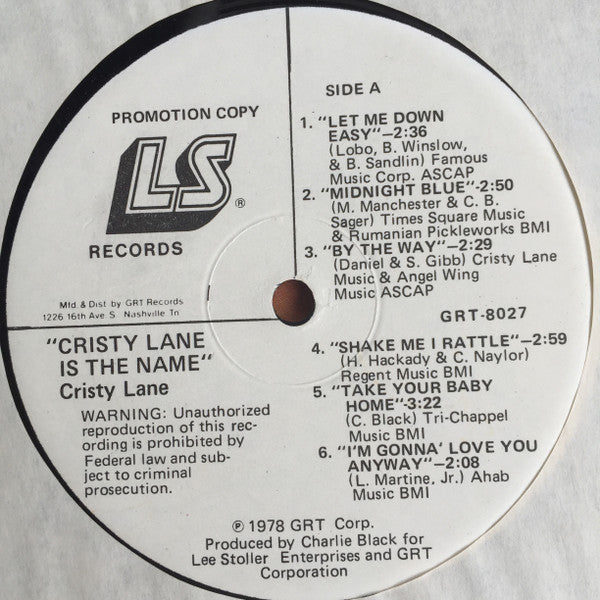 PROMOTION COPY
LS®
RECORDS
Mfd & Dist by GRT Records
1226 16th Ave S Nashville Tn
"CRISTY LANE
IS THE NAME"
Cristy Lane
WARNING: Unauthorized
reproduction of this rec-
ording is prohibited by
Federal law and sub-
ject to criminal
prosecution.
SIDE A
1. "LET ME DOWN
EASY"—2:36
(Lobo, B. Winslow,
& B. Sandlin) Famous
Music Corp. ASCAP
2. "MIDNIGHT BLUE"-2:50
(M. Manchester & C. B.
Sager) Times Square Music
& Rumanian Pickleworks BMI
3. "BY THE WAY"—2:29
(Daniel & S. Gibb) Cristy Lane
Music & Angel Wing
Music ASCAP
GRT-8027
4. "SHAKE ME I RATTLE"—2:59
(H. Hackady & C. Naylor)
Regent Music BMI
5. "TAKE YOUR BABY
HOME"-3:22
(C. Black) Tri-Chappel
Music BMI
6. "I'M GONNA' LOVE YOU
ANYWAY"—2:08
(L. Martine, Jr.) Ahab
Music BMI
℗ 1978 GRT Corp.
Produced by Charlie Black for
Lee Stoller Enterprises and GRT
Corporation